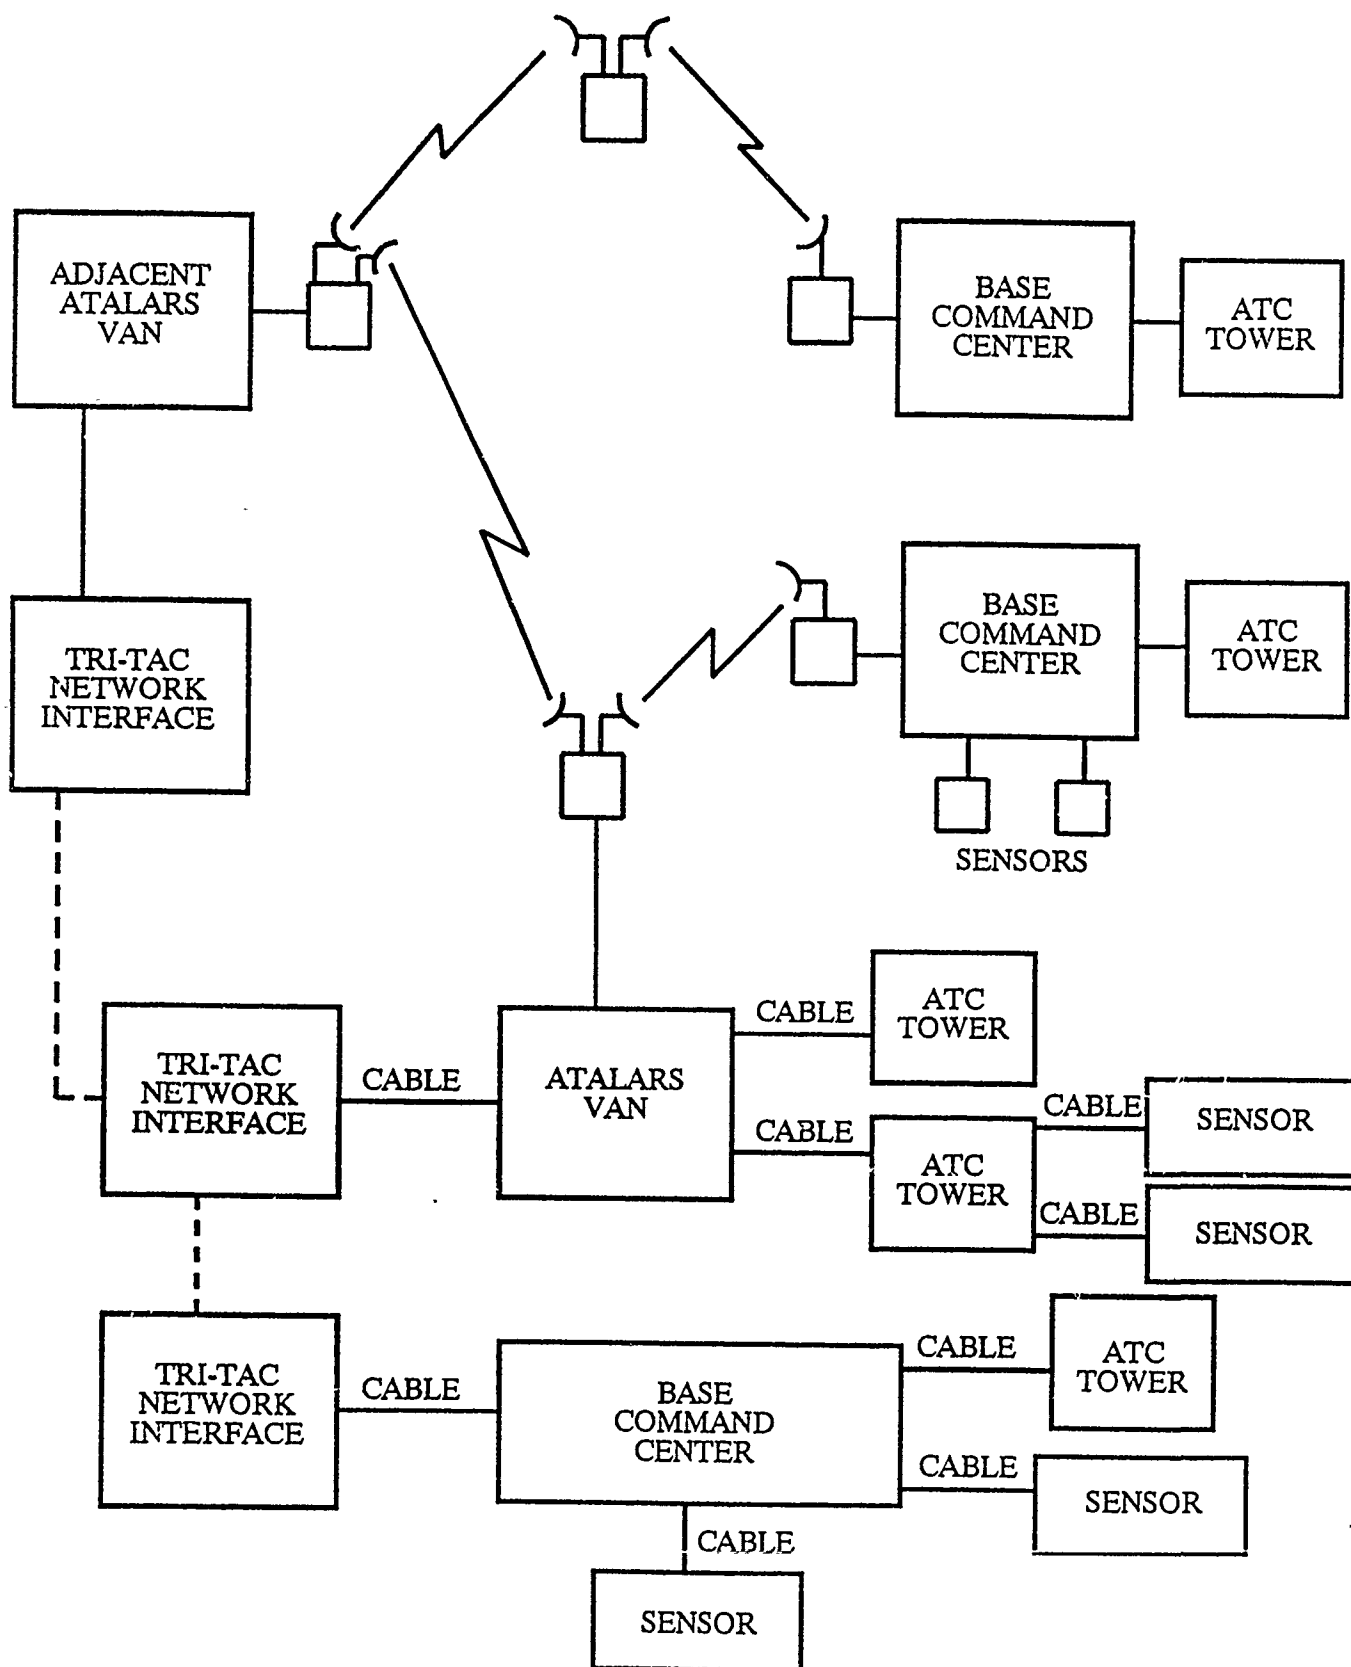 ADJACENT
ATALARS
VAN
BASE
COMMAND
CENTER
ATC
TOWER
TRI-TAC
NETWORK
INTERFACE
BASE
COMMAND
CENTER
ATC
TOWER
SENSORS
TRI-TAC
NETWORK
INTERFACE
CABLE
ATALARS
VAN
CABLE
ATC
TOWER
CABLE
ATC
TOWER
CABLE
SENSOR
CABLE
SENSOR
TRI-TAC
NETWORK
INTERFACE
CABLE
BASE
COMMAND
CENTER
CABLE
ATC
TOWER
CABLE
SENSOR
CABLE
SENSOR